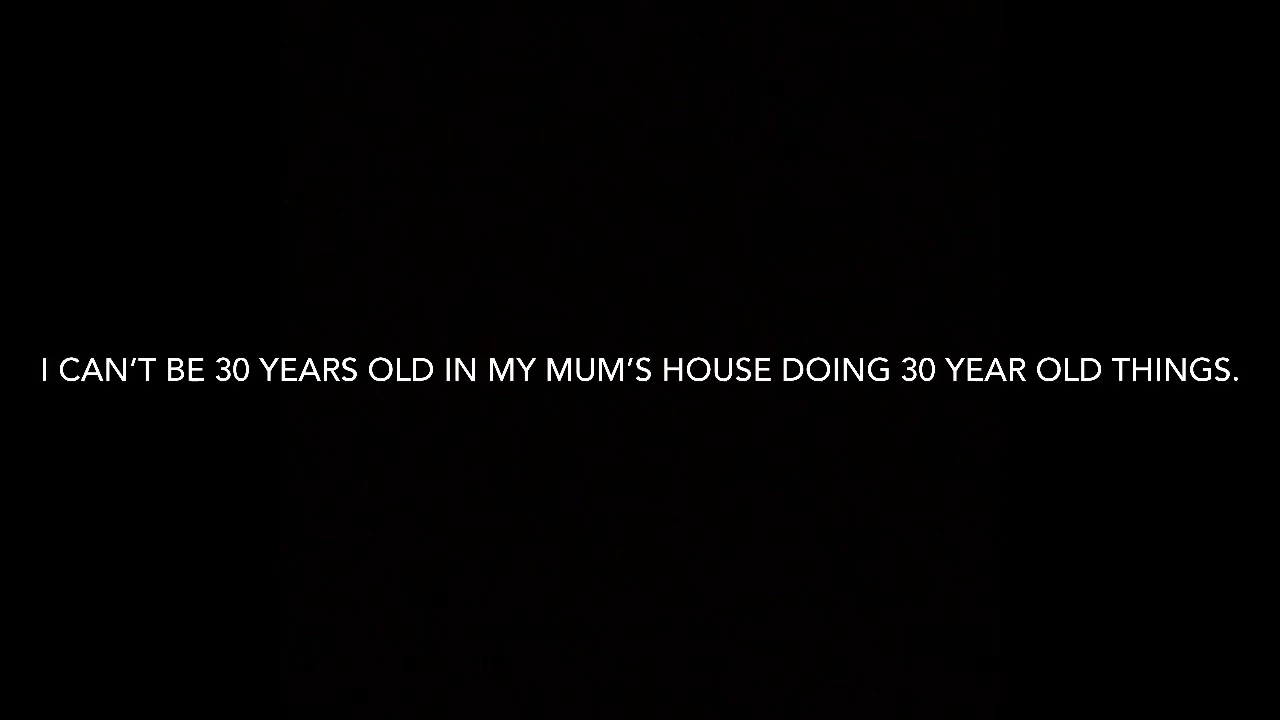 I CAN’T BE 30 YEARS OLD IN MY MUM’S HOUSE DOING 30 YEAR OLD THINGS.